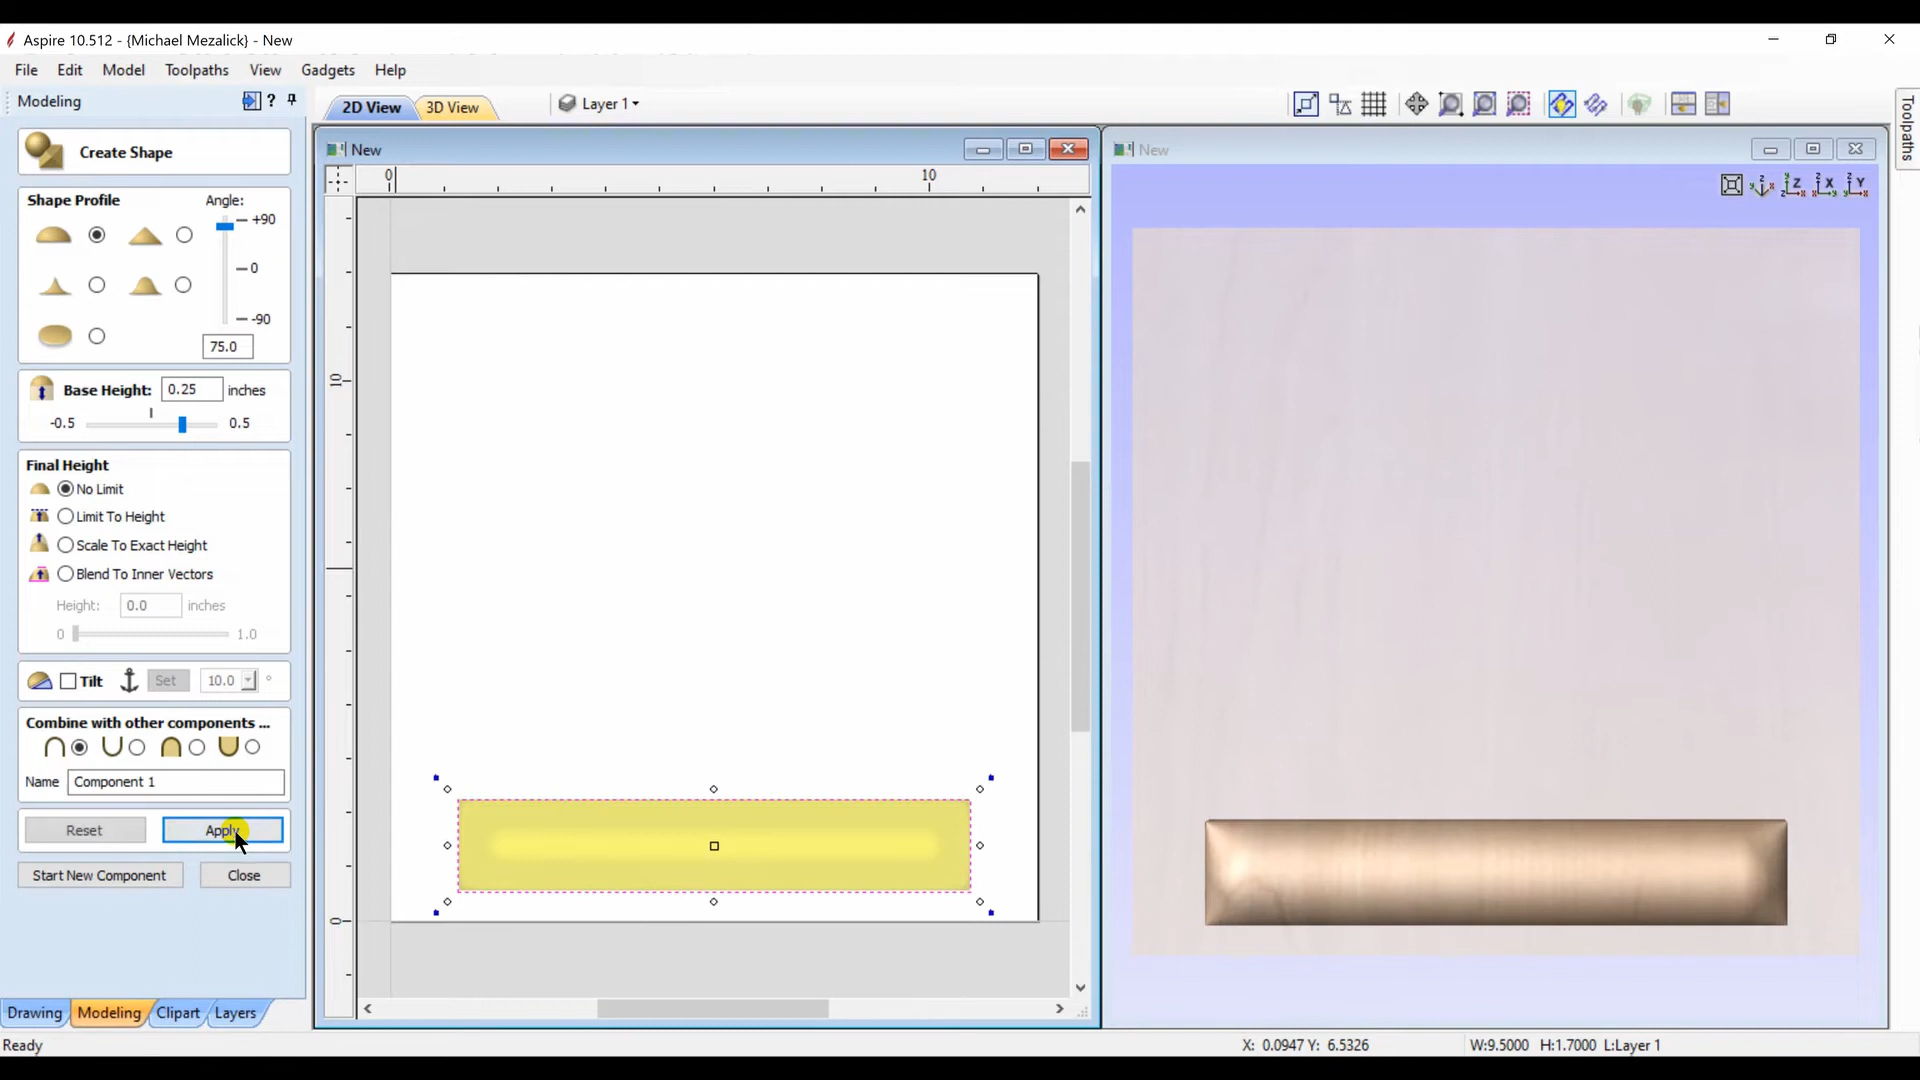 Aspire 10.512 - {Michael Mezalick} - New
File Edit Model Toolpaths View Gadgets Help
Modeling ?
2D View 3D View Layer 1
Toolpaths
Create Shape
New
New
0 10
Z X Y
Shape Profile Angle:
+90
0
-90
75.0
Base Height: 0.25 inches
-0.5 0.5
10
0
Final Height
No Limit
Limit To Height
Scale To Exact Height
Blend To Inner Vectors
Height: 0.0 inches
0 1.0
Tilt Set 10.0 °
Combine with other components ...
Name Component 1
Reset Apply
Start New Component Close
Drawing Modeling Clipart Layers
Ready X: 0.0947 Y: 6.5326 W:9.5000 H:1.7000 L:Layer 1